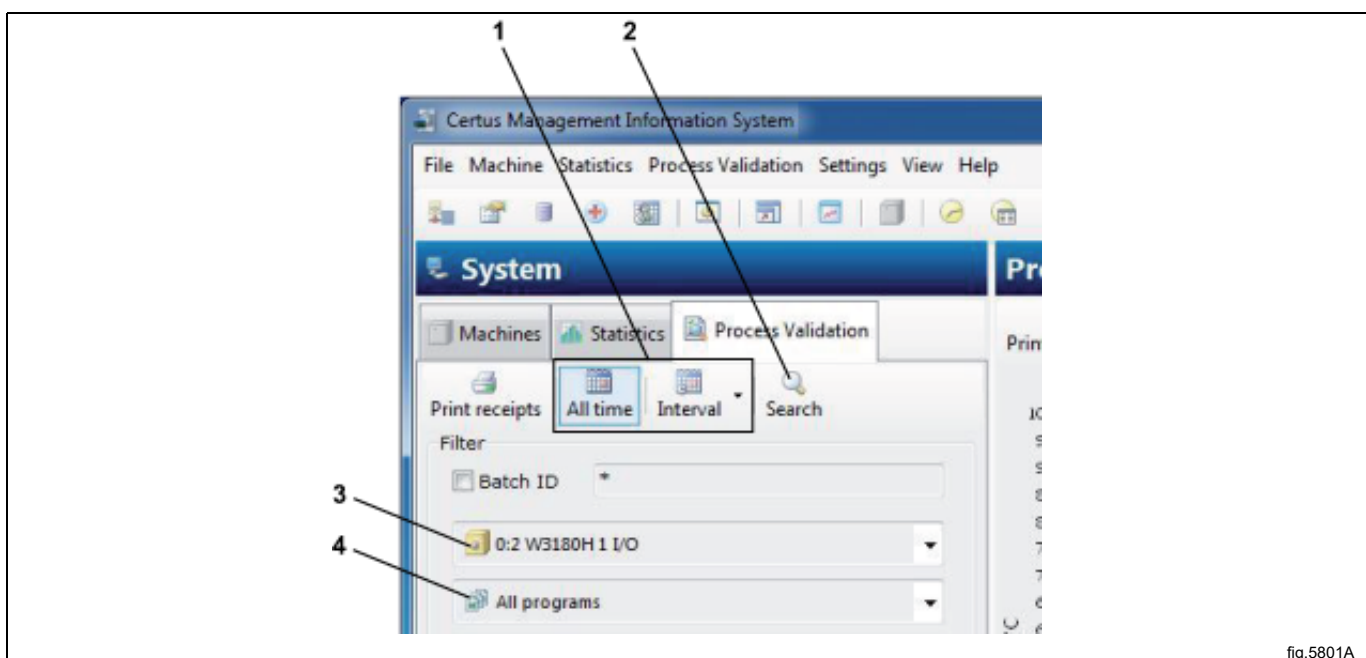 1 2
Certus Management Information System
File Machine Statistics Process Validation Settings View Help
System
Pr
Machines Statistics Process Validation
Prin
Print receipts All time Interval Search
Filter
Batch ID *
3
0:2 W3180H 1 I/O
4
All programs
fig.5801A